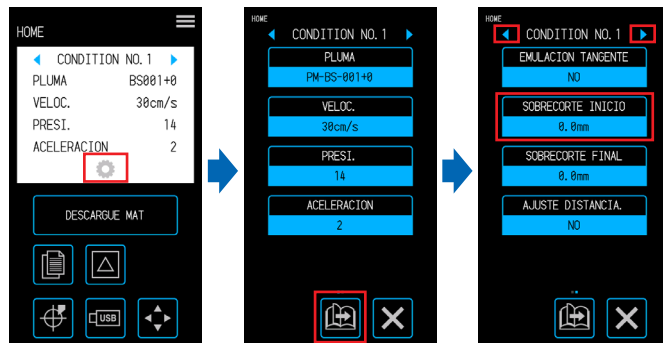 HOME
CONDITION NO. 1
PLUMA BS001+0
VELOC. 30cm/s
PRESI. 14
ACELERACION 2
DESCARGUE MAT
USB
HOME
CONDITION NO. 1
PLUMA
PM-BS-001+0
VELOC.
30cm/s
PRESI.
14
ACELERACION
2
HOME
CONDITION NO. 1
EMULACION TANGENTE
NO
SOBRECORTE INICIO
0.0mm
SOBRECORTE FINAL
0.0mm
AJUSTE DISTANCIA.
NO